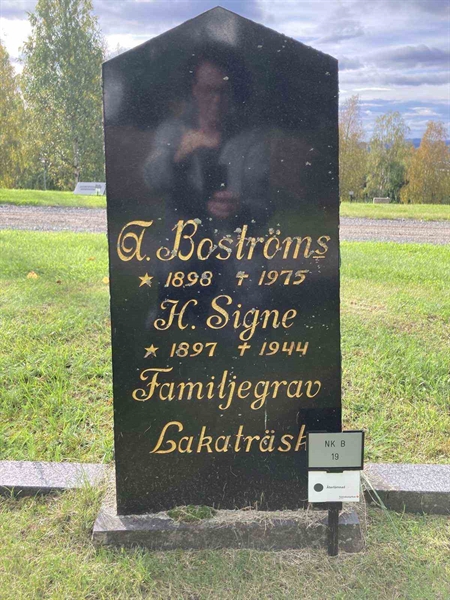 A. Boströms
★ 1898 ✝ 1975
H. Signe
★ 1897 ✝ 1944
Familjegrav
Lakaträsk
NK B
19